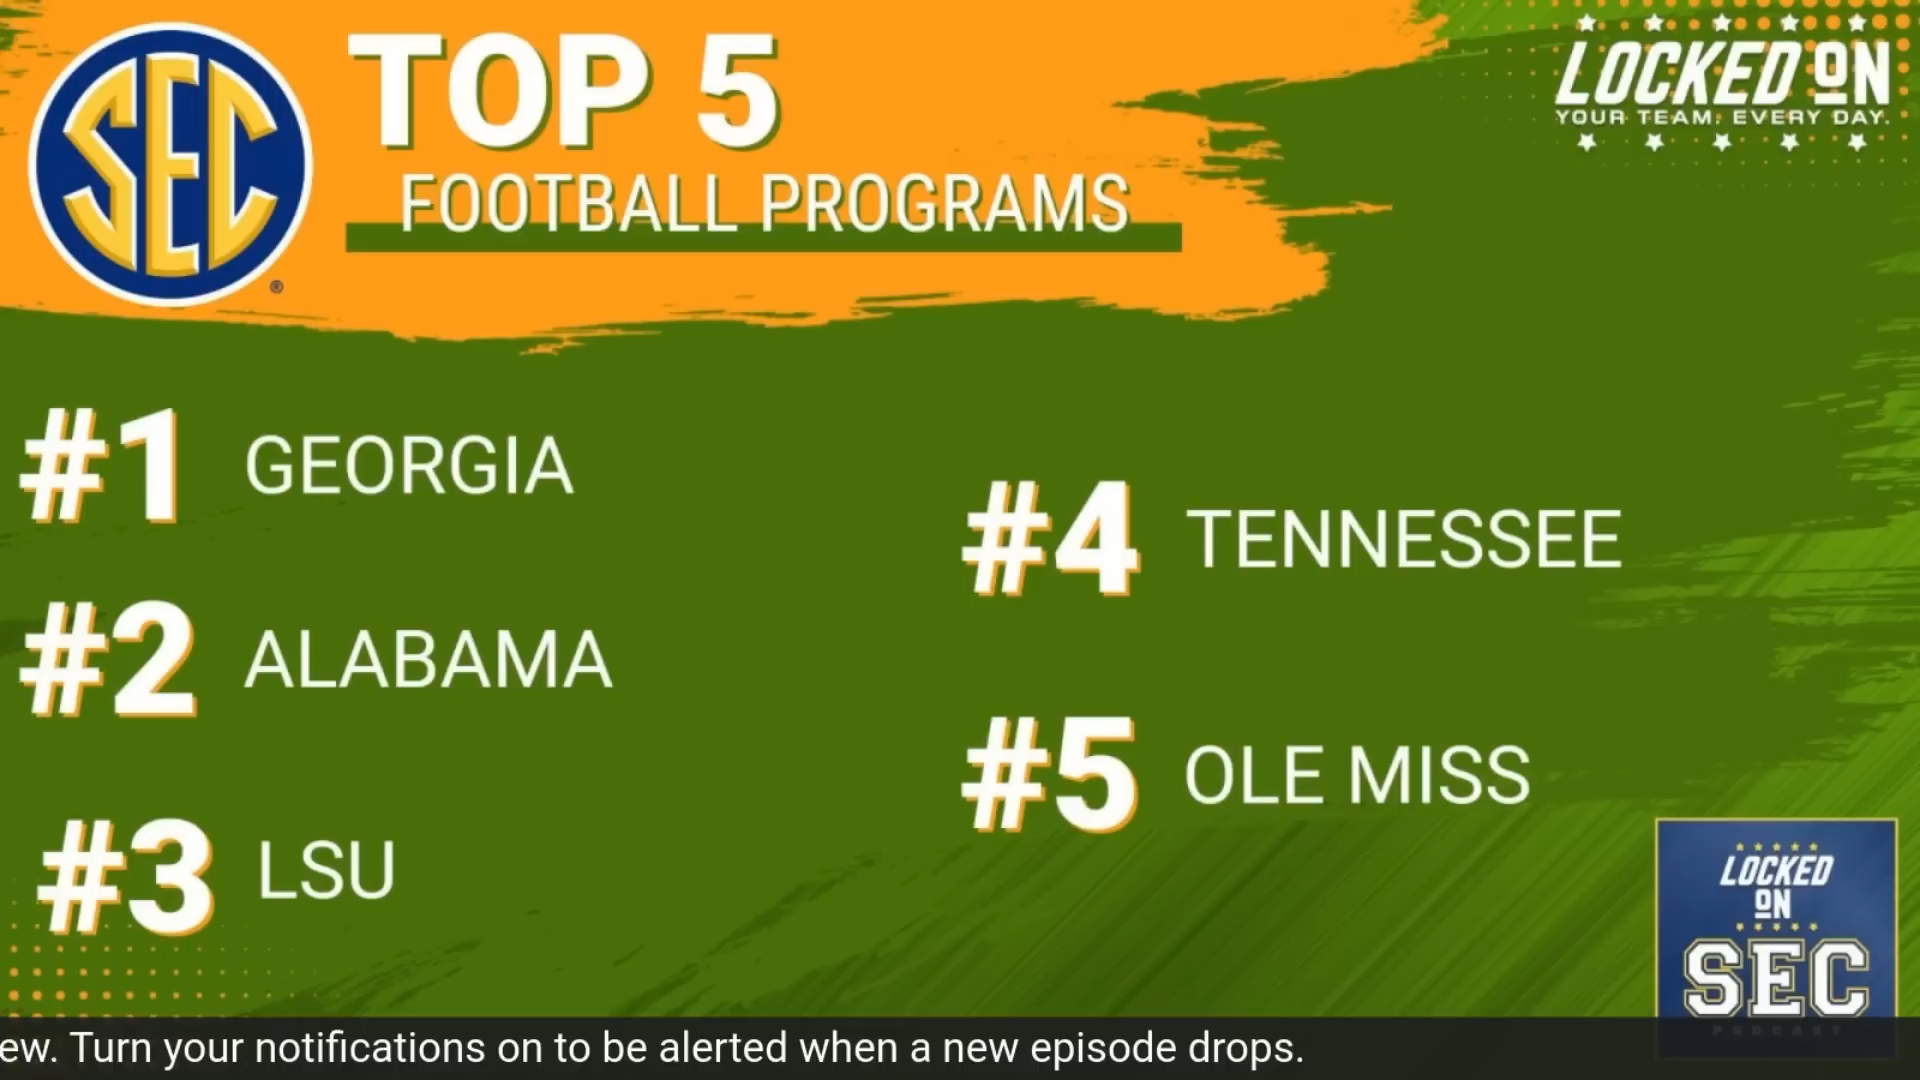 SEC
®
TOP 5
FOOTBALL PROGRAMS
LOCKED ON
YOUR TEAM. EVERY DAY.
#1 GEORGIA
#2 ALABAMA
#3 LSU
#4 TENNESSEE
#5 OLE MISS
LOCKED
ON
SEC
PODCAST
ew. Turn your notifications on to be alerted when a new episode drops.